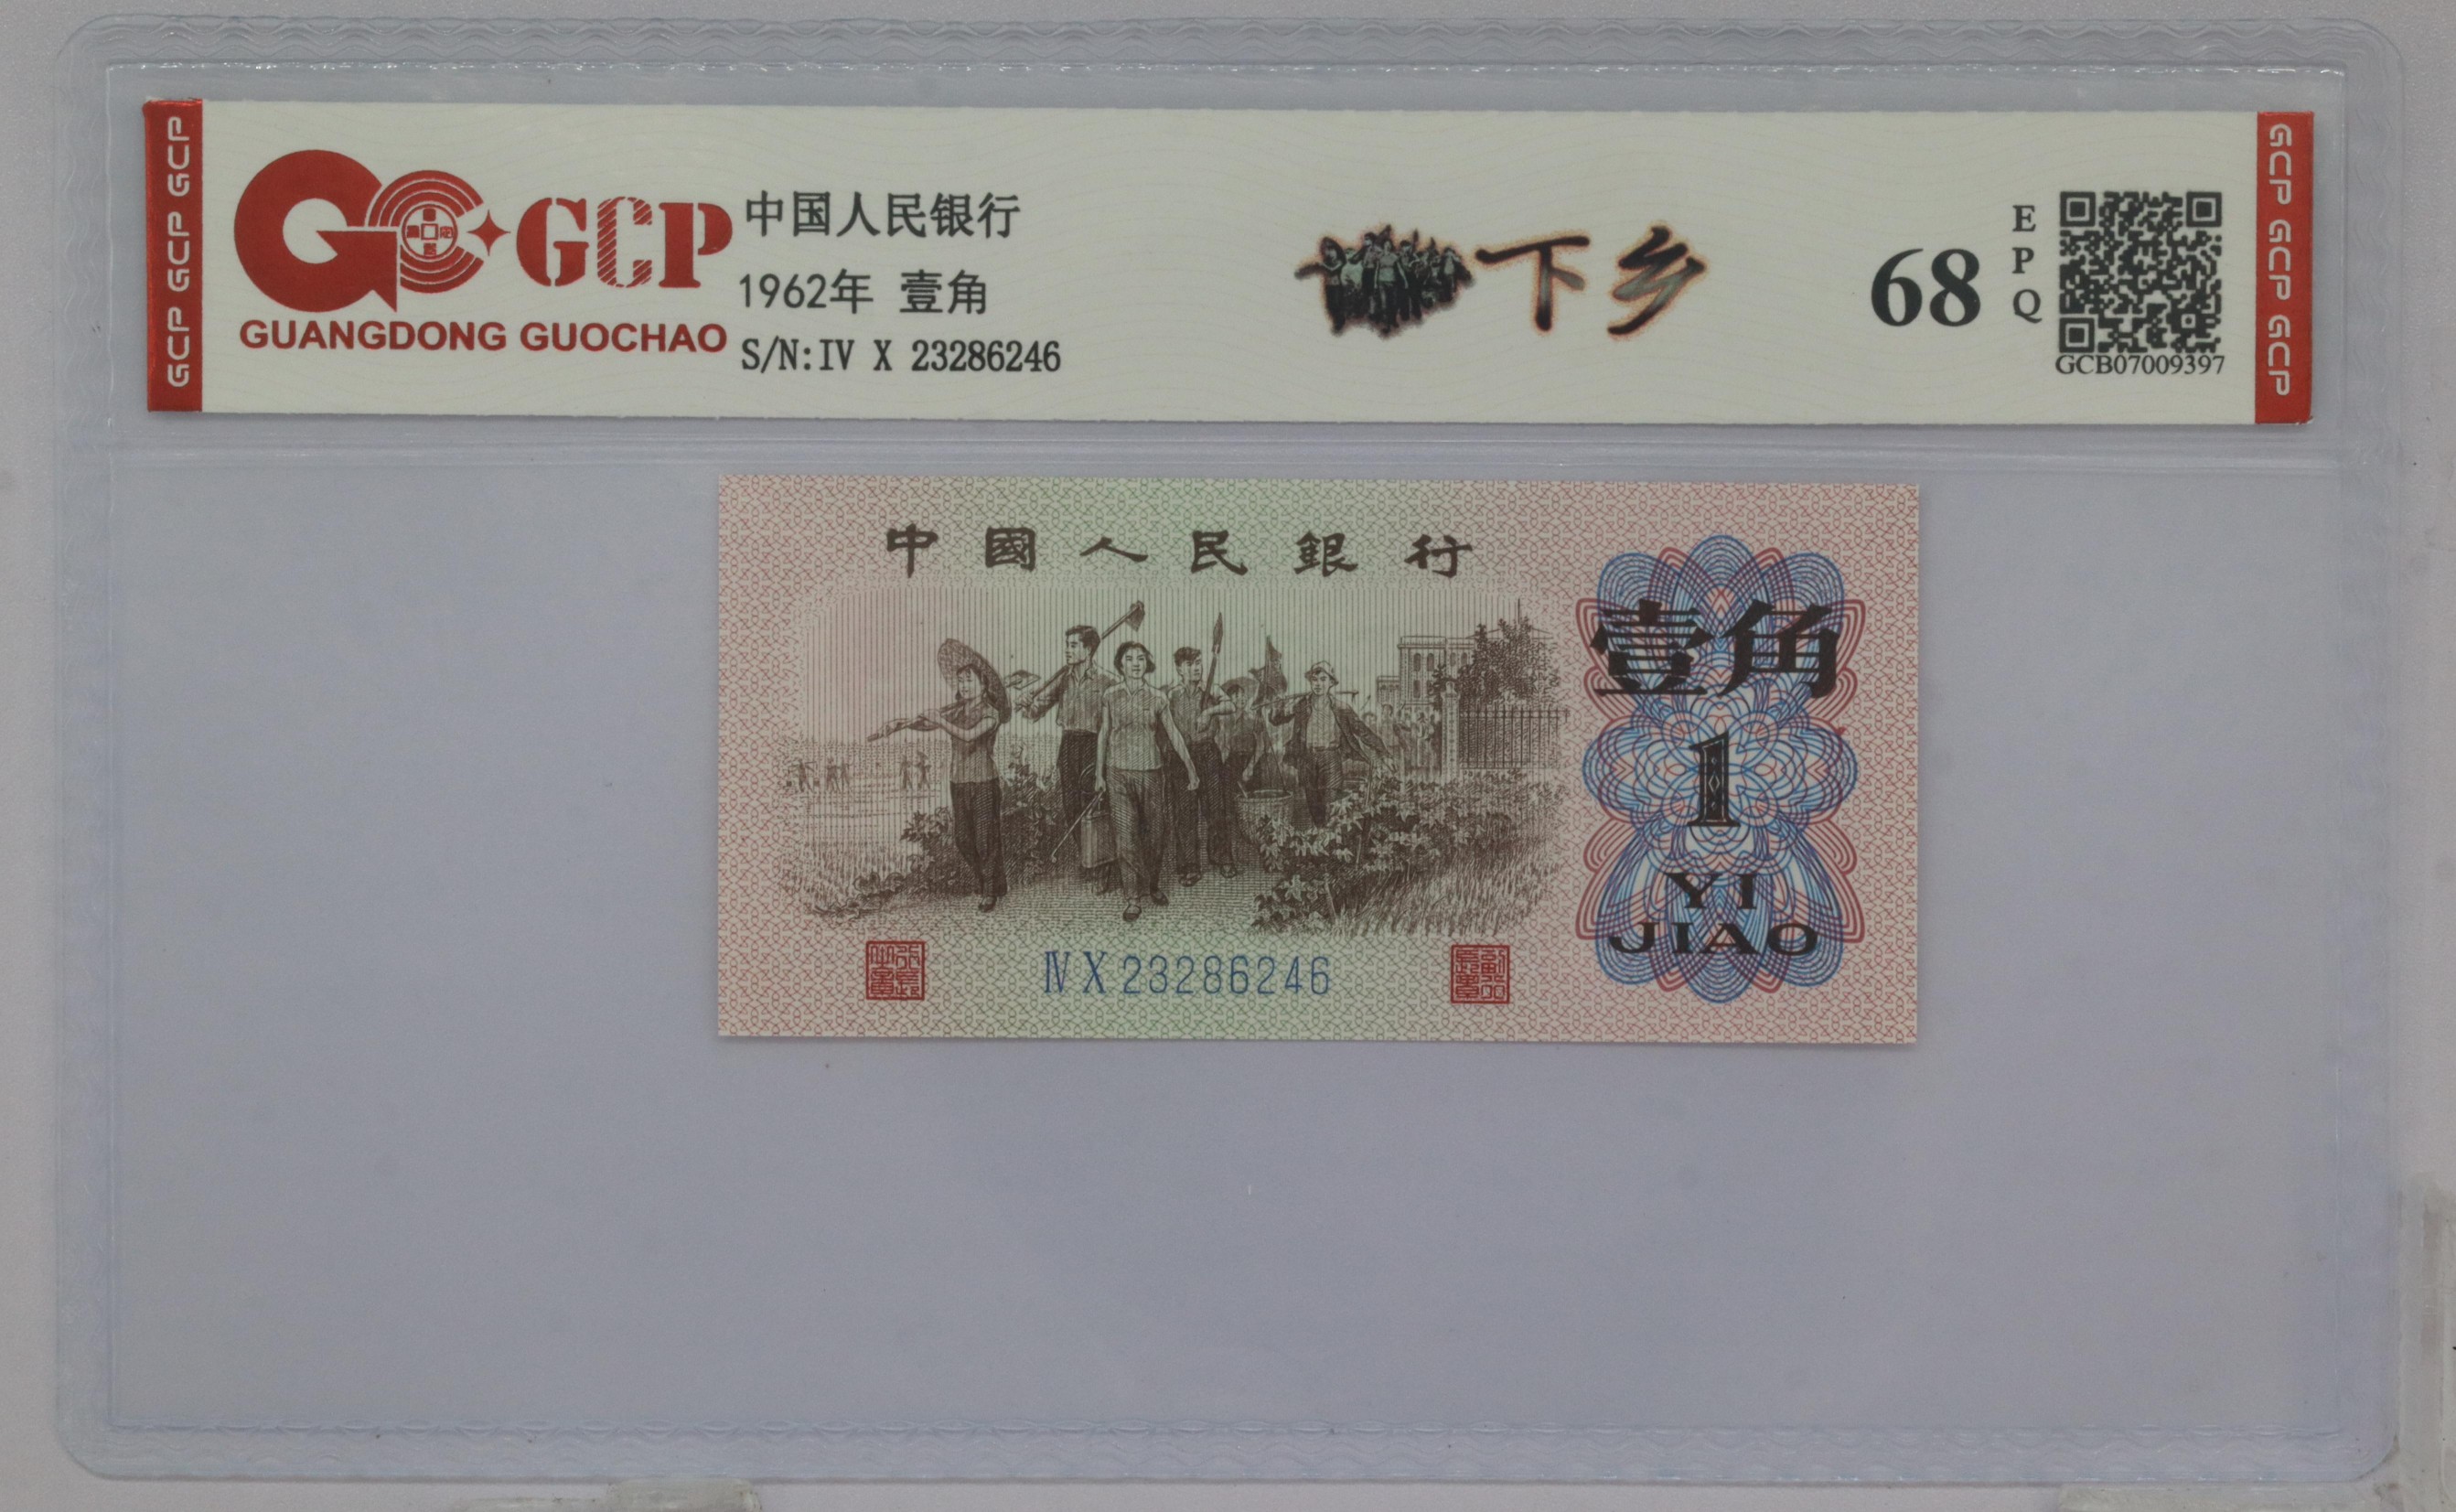 GCP GCP GCP
GCP
GUANGDONG GUOCHAO
中国人民银行
1962年 壹角
S/N:IV X 23286246
下乡
68
E
P
Q
GCB07009397
GCP GCP GCP
中國人民銀行
壹角
1
YI
JIAO
ⅣⅩ23286246